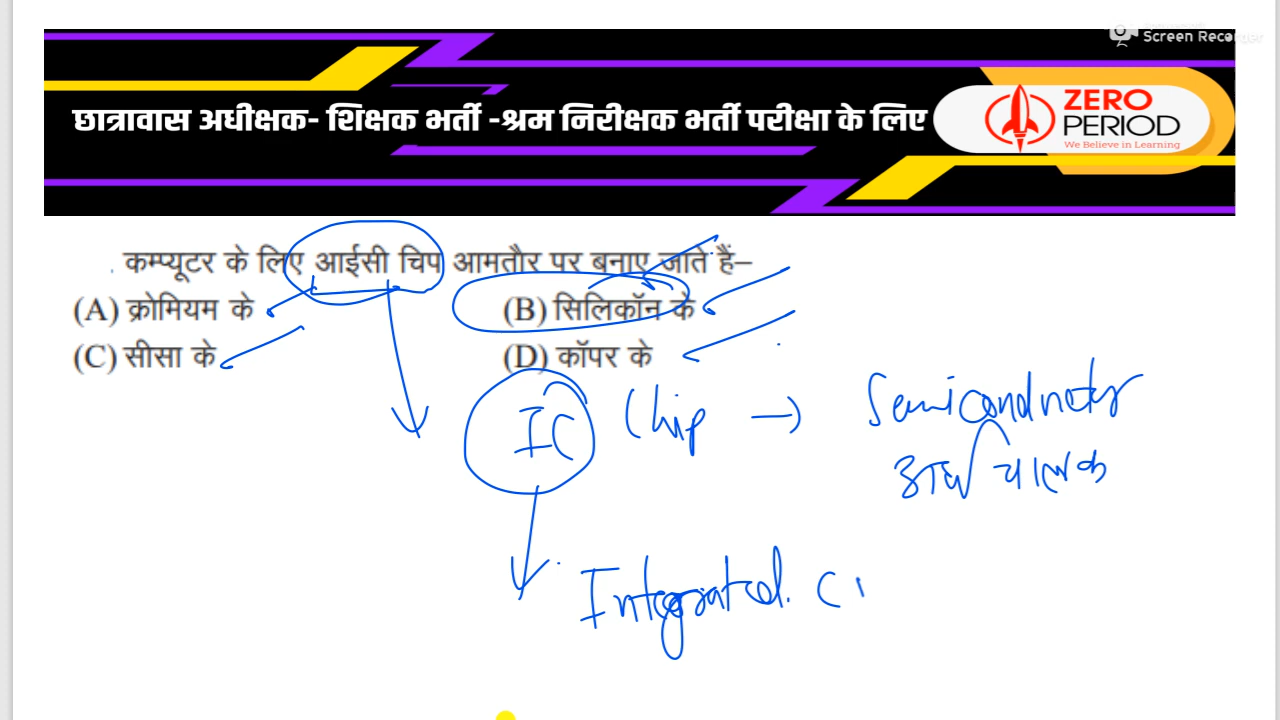 Screen Recorder
छात्रावास अधीक्षक- शिक्षक भर्ती -श्रम निरीक्षक भर्ती परीक्षा के लिए
ZERO
PERIOD
We Believe in Learning
कम्प्यूटर के लिए आईसी चिप आमतौर पर बनाए जाते हैं–
(A) क्रोमियम के (B) सिलिकॉन के
(C) सीसा के (D) कॉपर के
IC Chip → Semiconductor
अर्ध चालक
Integrated. C